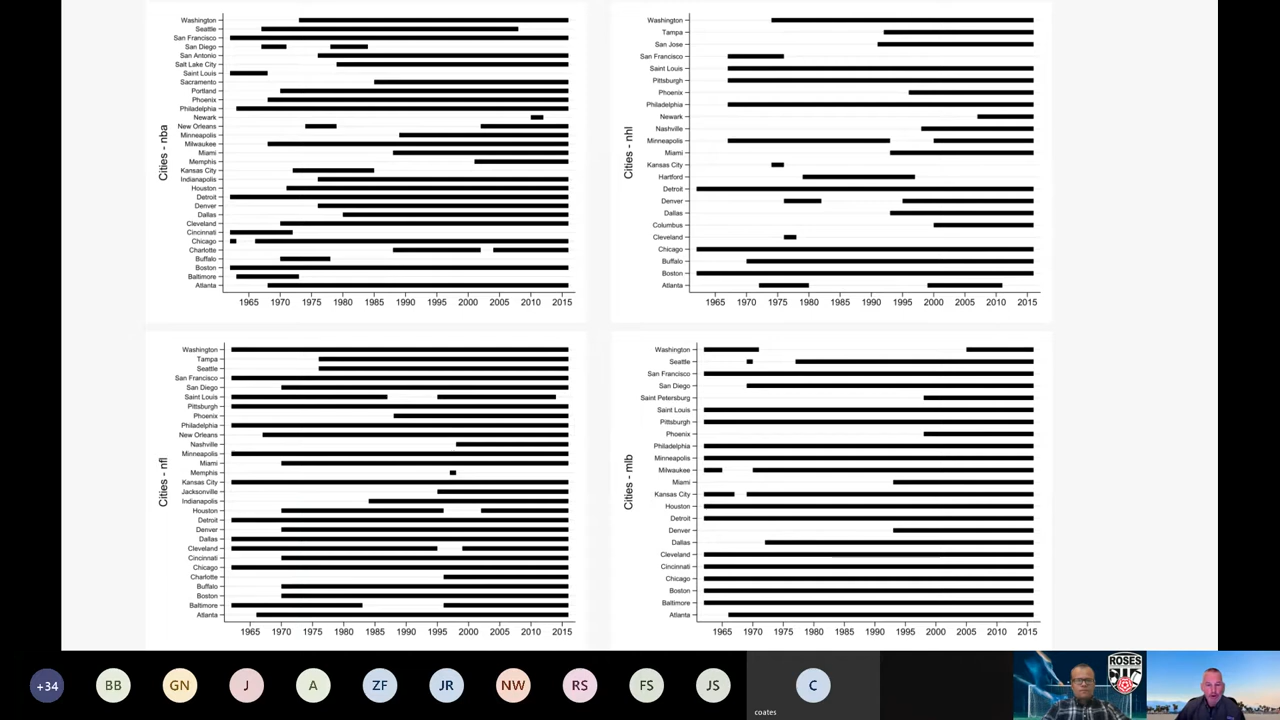 Cities - nba
Washington
Seattle
San Francisco
San Diego
San Antonio
Salt Lake City
Saint Louis
Sacramento
Portland
Phoenix
Philadelphia
Newark
New Orleans
Minneapolis
Milwaukee
Miami
Memphis
Kansas City
Indianapolis
Houston
Detroit
Denver
Dallas
Cleveland
Cincinnati
Chicago
Charlotte
Buffalo
Boston
Baltimore
Atlanta
1965 1970 1975 1980 1985 1990 1995 2000 2005 2010 2015
Cities - nhl
Washington
Tampa
San Jose
San Francisco
Saint Louis
Pittsburgh
Phoenix
Philadelphia
Newark
Nashville
Minneapolis
Miami
Kansas City
Hartford
Detroit
Denver
Dallas
Columbus
Cleveland
Chicago
Buffalo
Boston
Atlanta
1965 1970 1975 1980 1985 1990 1995 2000 2005 2010 2015
Cities - nfl
Washington
Tampa
Seattle
San Francisco
San Diego
Saint Louis
Pittsburgh
Phoenix
Philadelphia
New Orleans
Nashville
Minneapolis
Miami
Memphis
Kansas City
Jacksonville
Indianapolis
Houston
Detroit
Denver
Dallas
Cleveland
Cincinnati
Chicago
Charlotte
Buffalo
Boston
Baltimore
Atlanta
1965 1970 1975 1980 1985 1990 1995 2000 2005 2010 2015
Cities - mlb
Washington
Seattle
San Francisco
San Diego
Saint Petersburg
Saint Louis
Pittsburgh
Phoenix
Philadelphia
Minneapolis
Milwaukee
Miami
Kansas City
Houston
Detroit
Denver
Dallas
Cleveland
Cincinnati
Chicago
Boston
Baltimore
Atlanta
1965 1970 1975 1980 1985 1990 1995 2000 2005 2010 2015
+34 BB GN J A ZF JR NW RS FS JS C
coates
ROSES